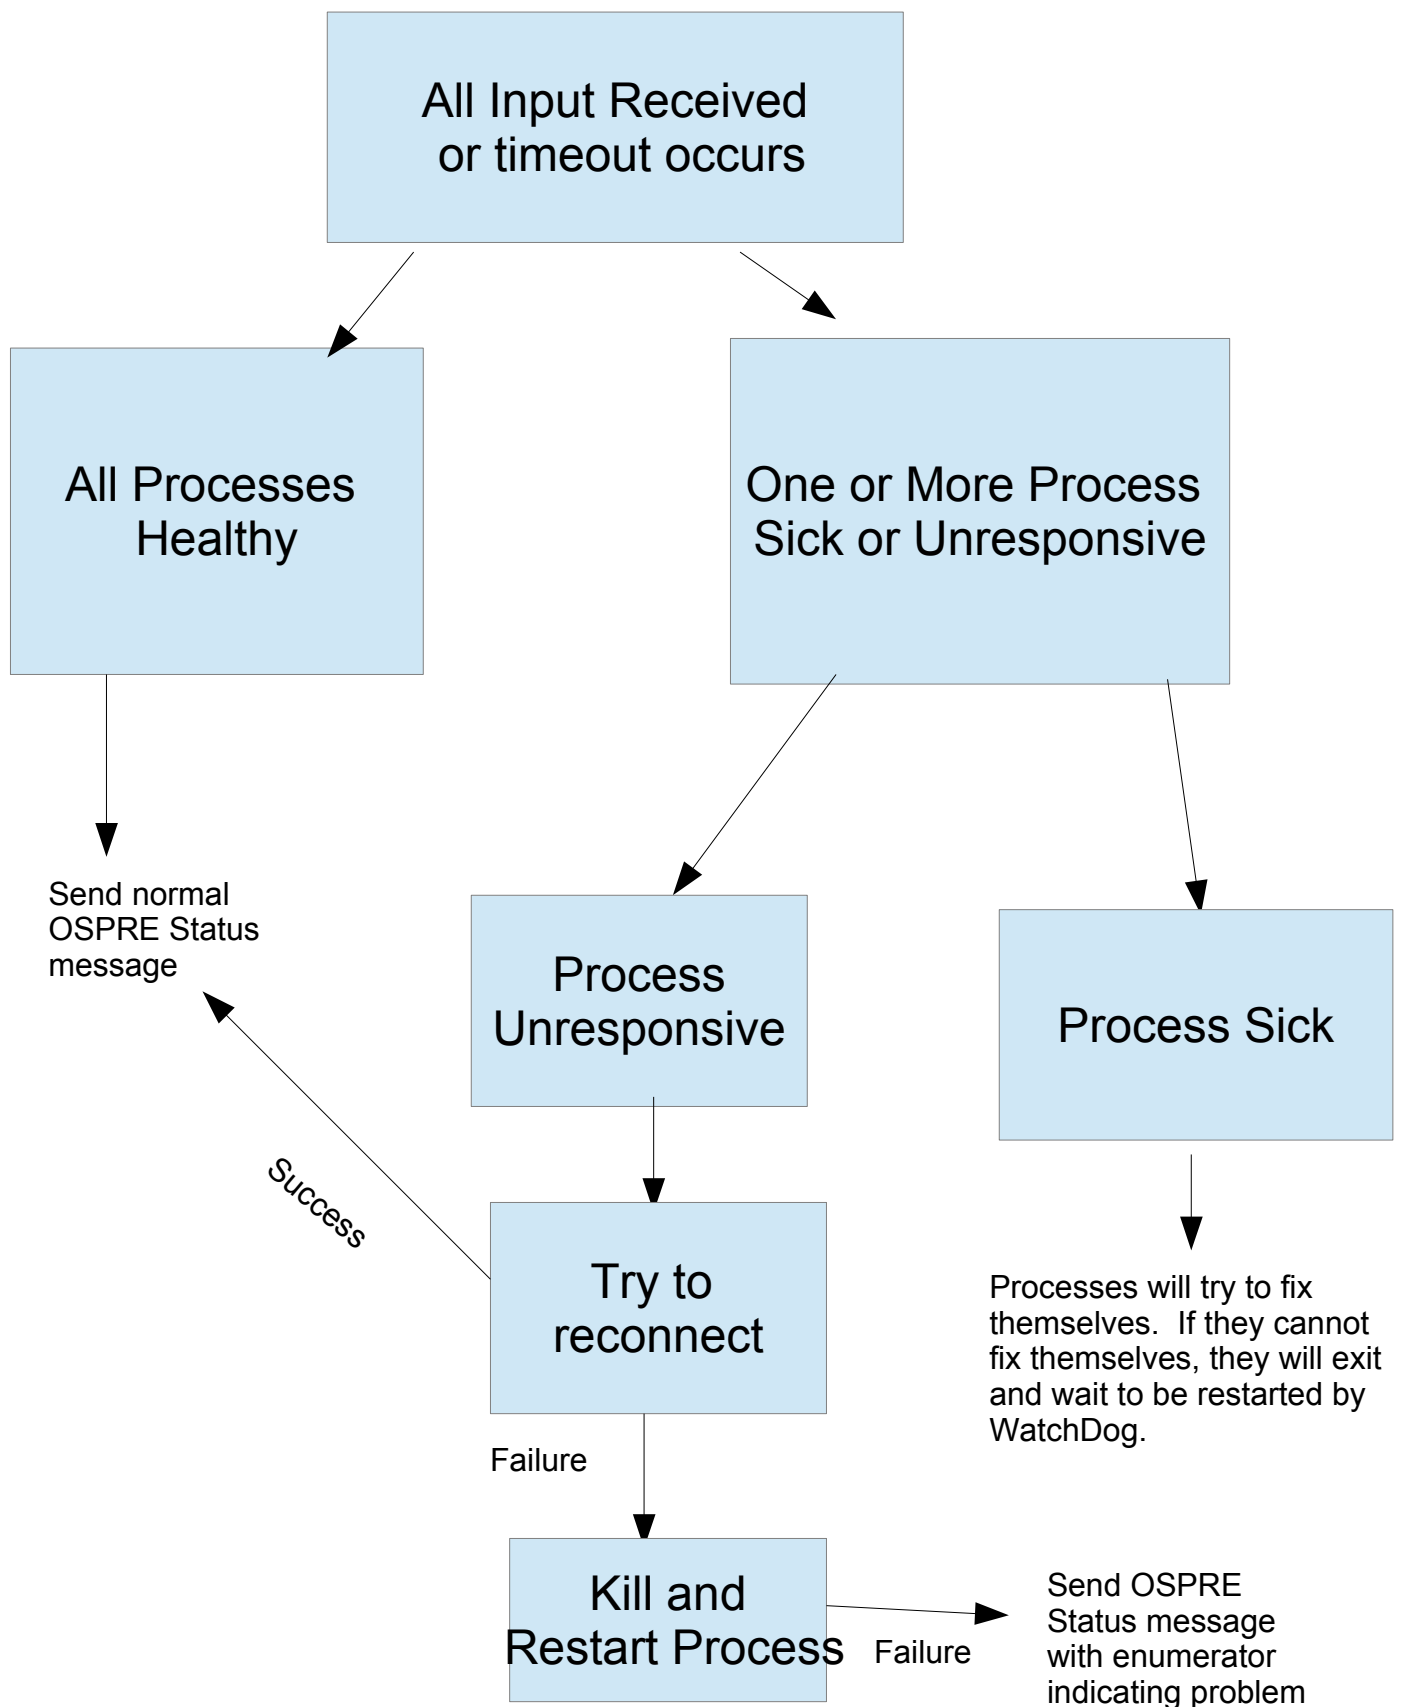 All Input Received
or timeout occurs
All Processes
Healthy
One or More Process
Sick or Unresponsive
Send normal
OSPRE Status
message
Process
Unresponsive
Process Sick
Success
Try to
reconnect
Processes will try to fix
themselves.  If they cannot
fix themselves, they will exit
and wait to be restarted by
WatchDog.
Failure
Kill and
Restart Process
Failure
Send OSPRE
Status message
with enumerator
indicating problem